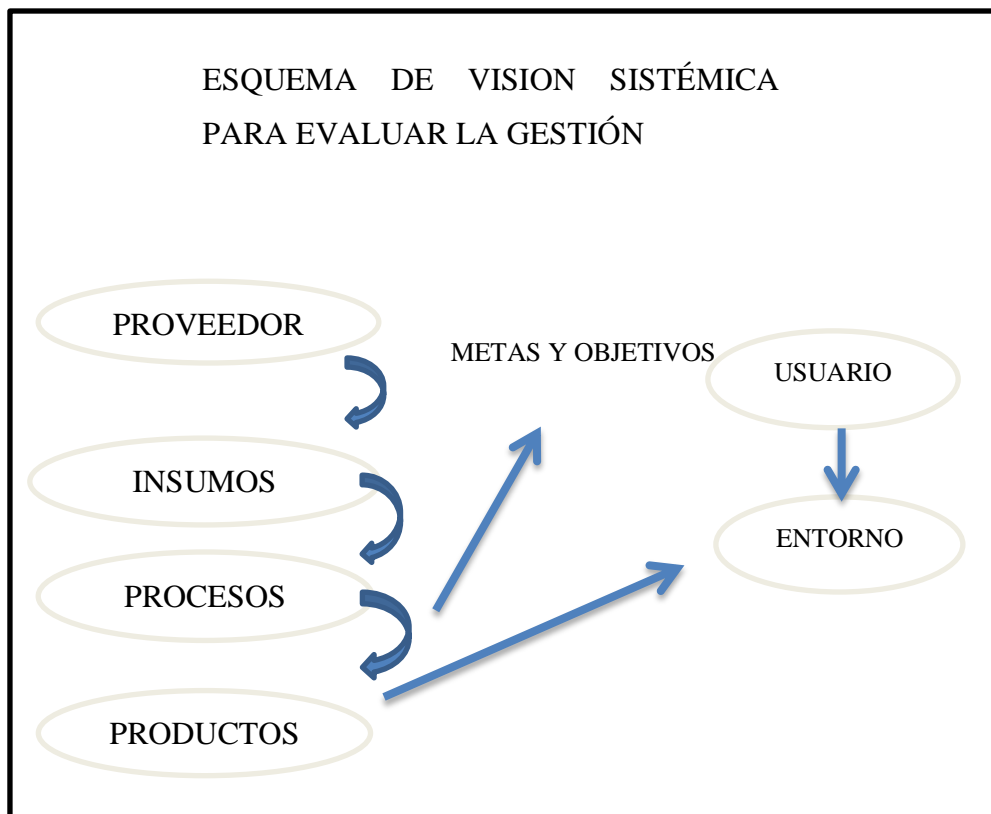 ESQUEMA DE VISION SISTÉMICA
PARA EVALUAR LA GESTIÓN
PROVEEDOR
METAS Y OBJETIVOS
USUARIO
INSUMOS
ENTORNO
PROCESOS
PRODUCTOS